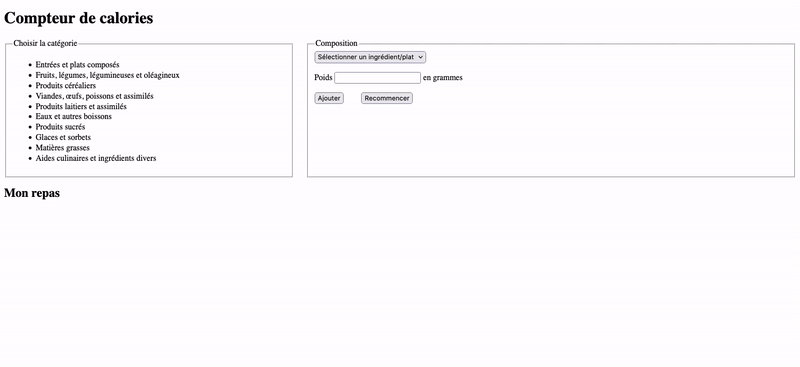 Compteur de calories
Choisir la catégorie
Entrées et plats composés
Fruits, légumes, légumineuses et oléagineux
Produits céréaliers
Viandes, œufs, poissons et assimilés
Produits laitiers et assimilés
Eaux et autres boissons
Produits sucrés
Glaces et sorbets
Matières grasses
Aides culinaires et ingrédients divers
Composition
Sélectionner un ingrédient/plat
Poids en grammes
Ajouter Recommencer
Mon repas